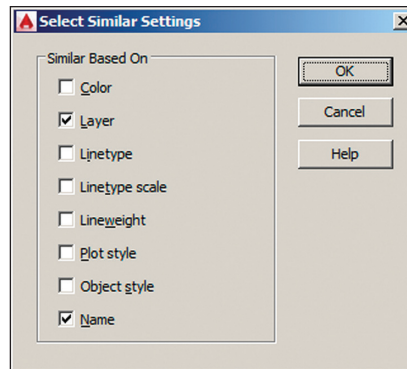 Select Similar Settings
Similar Based On
Color
Layer
Linetype
Linetype scale
Lineweight
Plot style
Object style
Name
OK
Cancel
Help